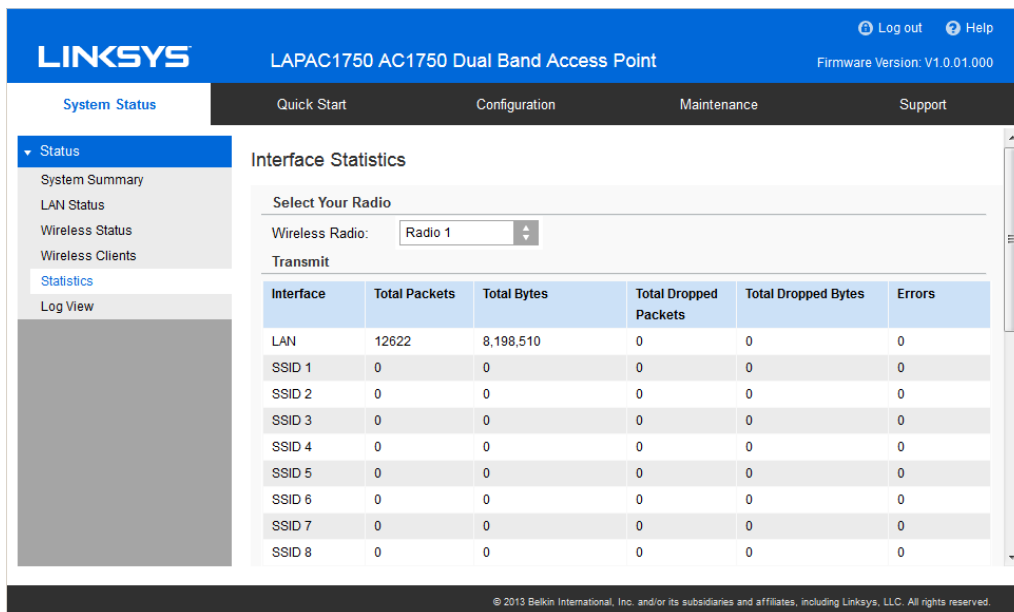 Log out Help
LINKSYS LAPAC1750 AC1750 Dual Band Access Point Firmware Version: V1.0.01.000
System Status Quick Start Configuration Maintenance Support
Status
System Summary
LAN Status
Wireless Status
Wireless Clients
Statistics
Log View
Interface Statistics
Select Your Radio
Wireless Radio: Radio 1
Transmit
Interface Total Packets Total Bytes Total Dropped Total Dropped Bytes Errors
Packets
LAN 12622 8,198,510 0 0 0
SSID 1 0 0 0 0 0
SSID 2 0 0 0 0 0
SSID 3 0 0 0 0 0
SSID 4 0 0 0 0 0
SSID 5 0 0 0 0 0
SSID 6 0 0 0 0 0
SSID 7 0 0 0 0 0
SSID 8 0 0 0 0 0
© 2013 Belkin International, Inc. and/or its subsidiaries and affiliates, including Linksys, LLC. All rights reserved.